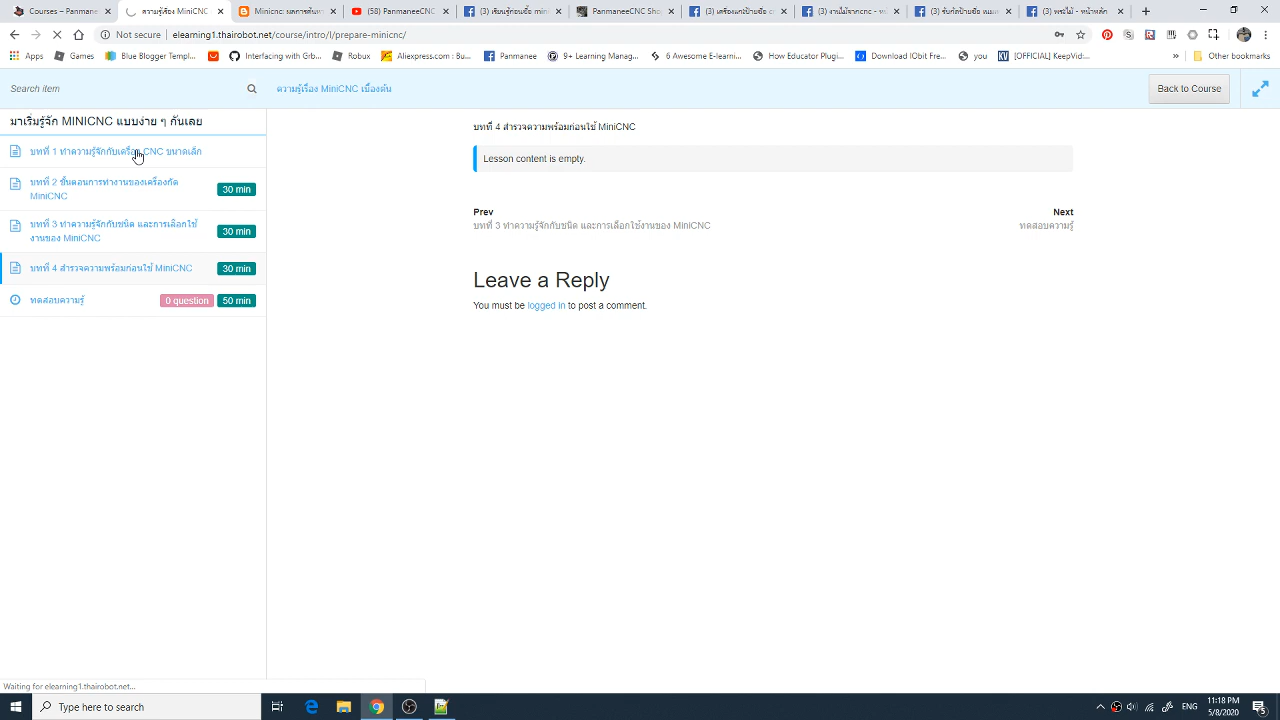 Courses - Panmane
ความรู้เรื่อง MiniCNC
Minicnc
(58) PanmaneeCNC
PanmaneeCNC Sho
+
Not secure
elearning1.thairobot.net/course/intro/l/prepare-minicnc/
Apps
Games
Blynk – blynk-library...
Interfacing with Grb...
Robux
Aliexpress.com : Bu...
Panmanee
9+ Learning Manag...
6 Awesome E-learni...
How Educator Plugi...
Download IObit Fre...
you
[OFFICIAL] KeepVid-...
»
Other bookmarks
Search item
ความรู้เรื่อง MiniCNC เบื้องต้น
Back to Course
มาเริ่มรู้จัก MINICNC แบบง่าย ๆ กันเลย
บทที่ 1 ทำความรู้จักกับเครื่อง CNC ขนาดเล็ก
บทที่ 2 ขั้นตอนการทำงานของเครื่องกัด
MiniCNC
30 min
บทที่ 3 ทำความรู้จักกับชนิด และการเลือกใช้
งานของ MiniCNC
30 min
บทที่ 4 สำรวจความพร้อมก่อนใช้ MiniCNC
30 min
ทดสอบความรู้
0 question
50 min
บทที่ 4 สำรวจความพร้อมก่อนใช้ MiniCNC
Lesson content is empty.
Prev
บทที่ 3 ทำความรู้จักกับชนิด และการเลือกใช้งานของ MiniCNC
Next
ทดสอบความรู้
Leave a Reply
You must be logged in to post a comment.
Waiting for elearning1.thairobot.net...
Type here to search
ENG
11:18 PM
5/8/2020
5